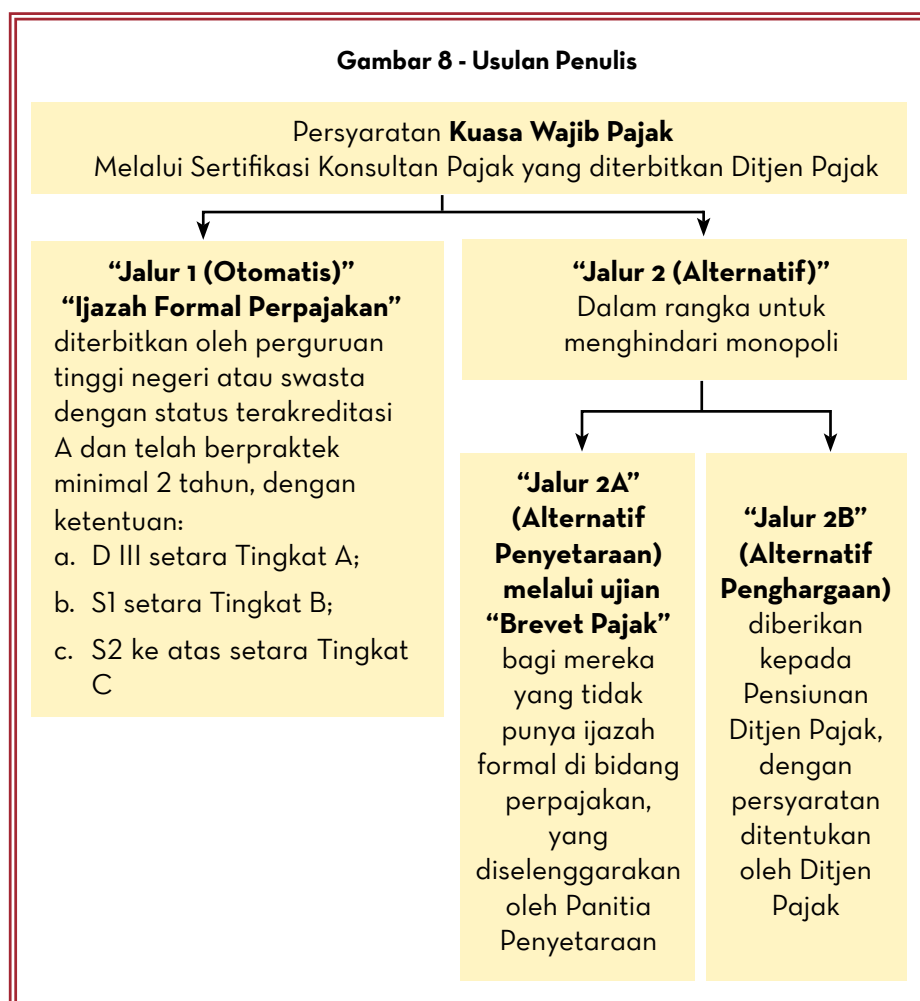 Gambar 8 - Usulan Penulis
Persyaratan Kuasa Wajib Pajak
Melalui Sertifikasi Konsultan Pajak yang diterbitkan Ditjen Pajak
“Jalur 1 (Otomatis)”
“Ijazah Formal Perpajakan”
diterbitkan oleh perguruan
tinggi negeri atau swasta
dengan status terakreditasi
A dan telah berpraktek
minimal 2 tahun, dengan
ketentuan:
a. D III setara Tingkat A;
b. S1 setara Tingkat B;
c. S2 ke atas setara Tingkat
C
“Jalur 2 (Alternatif)”
Dalam rangka untuk
menghindari monopoli
“Jalur 2A”
(Alternatif
Penyetaraan)
melalui ujian
“Brevet Pajak”
bagi mereka
yang tidak
punya ijazah
formal di bidang
perpajakan,
yang
diselenggarakan
oleh Panitia
Penyetaraan
“Jalur 2B”
(Alternatif
Penghargaan)
diberikan
kepada
Pensiunan
Ditjen Pajak,
dengan
persyaratan
ditentukan
oleh Ditjen
Pajak